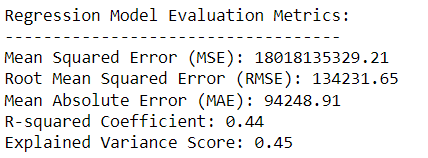 Regression Model Evaluation Metrics:
-----------------------------------
Mean Squared Error (MSE): 18018135329.21
Root Mean Squared Error (RMSE): 134231.65
Mean Absolute Error (MAE): 94248.91
R-squared Coefficient: 0.44
Explained Variance Score: 0.45